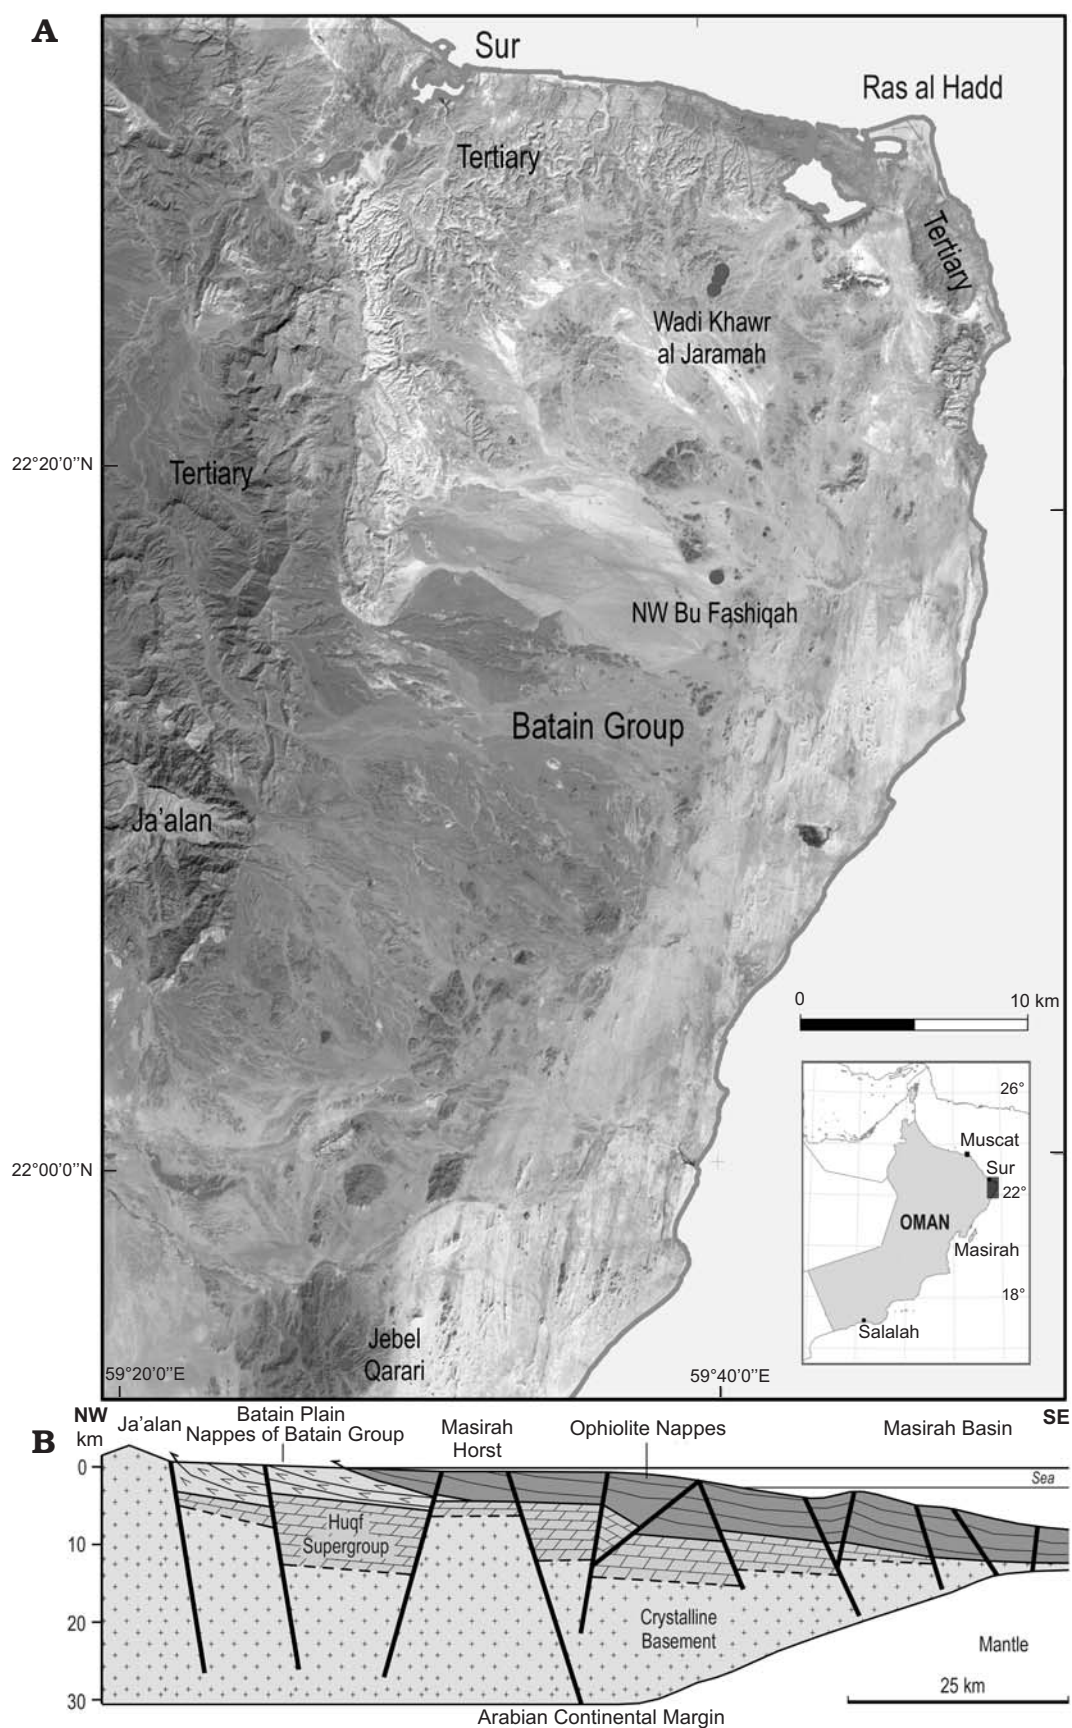 A
Sur
Ras al Hadd
Tertiary
Tertiary
Wadi Khawr
al Jaramah
22°20'0''N
Tertiary
NW Bu Fashiqah
Batain Group
Ja'alan
0 10 km
26°
Muscat
Sur
22°
OMAN
Masirah
18°
Salalah
22°00'0''N
Jebel
Qarari
59°20'0''E
59°40'0''E
B
NW
SE
km
Ja'alan
Batain Plain
Nappes of Batain Group
Masirah
Horst
Ophiolite Nappes
Masirah Basin
0
Sea
Huqf
Supergroup
10
20
Crystalline
Basement
Mantle
25 km
30
Arabian Continental Margin